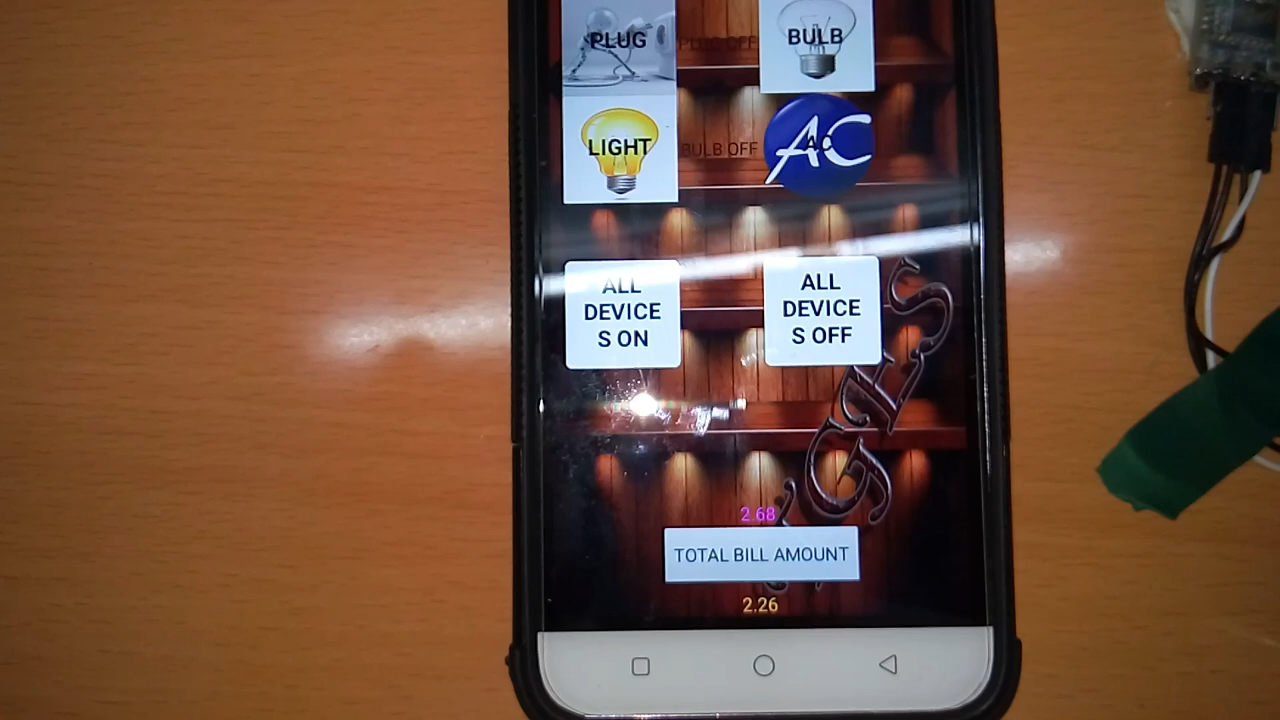 PLUG
PLUG OFF
BULB
LIGHT
BULB OFF
AC
AC
ALL
DEVICE
S ON
ALL
DEVICE
S OFF
2.68
TOTAL BILL AMOUNT
2.26